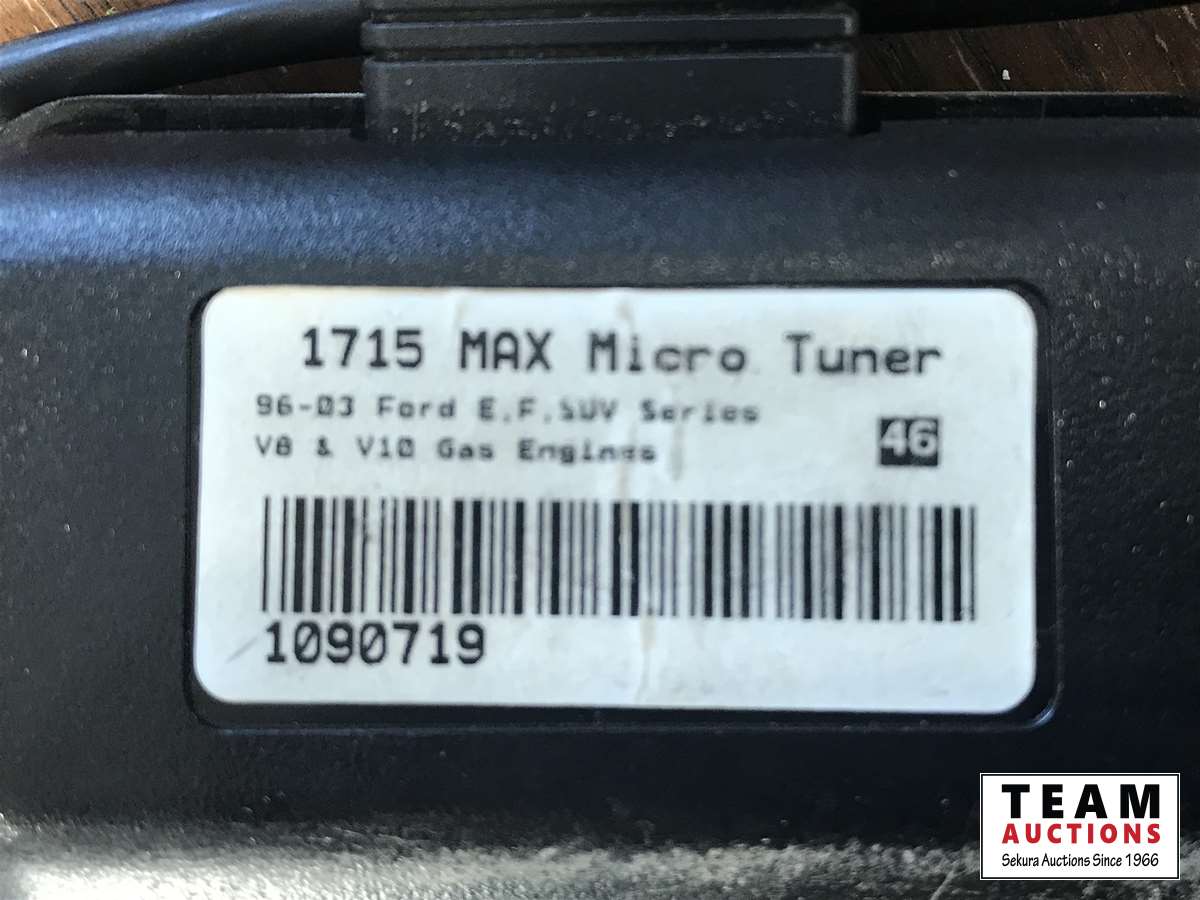 1715 MAX Micro Tuner
96-03 Ford E.F.SUV Series
V8 & V10 Gas Engines
46
1090719
TEAM
AUCTIONS
Sekura Auctions Since 1966